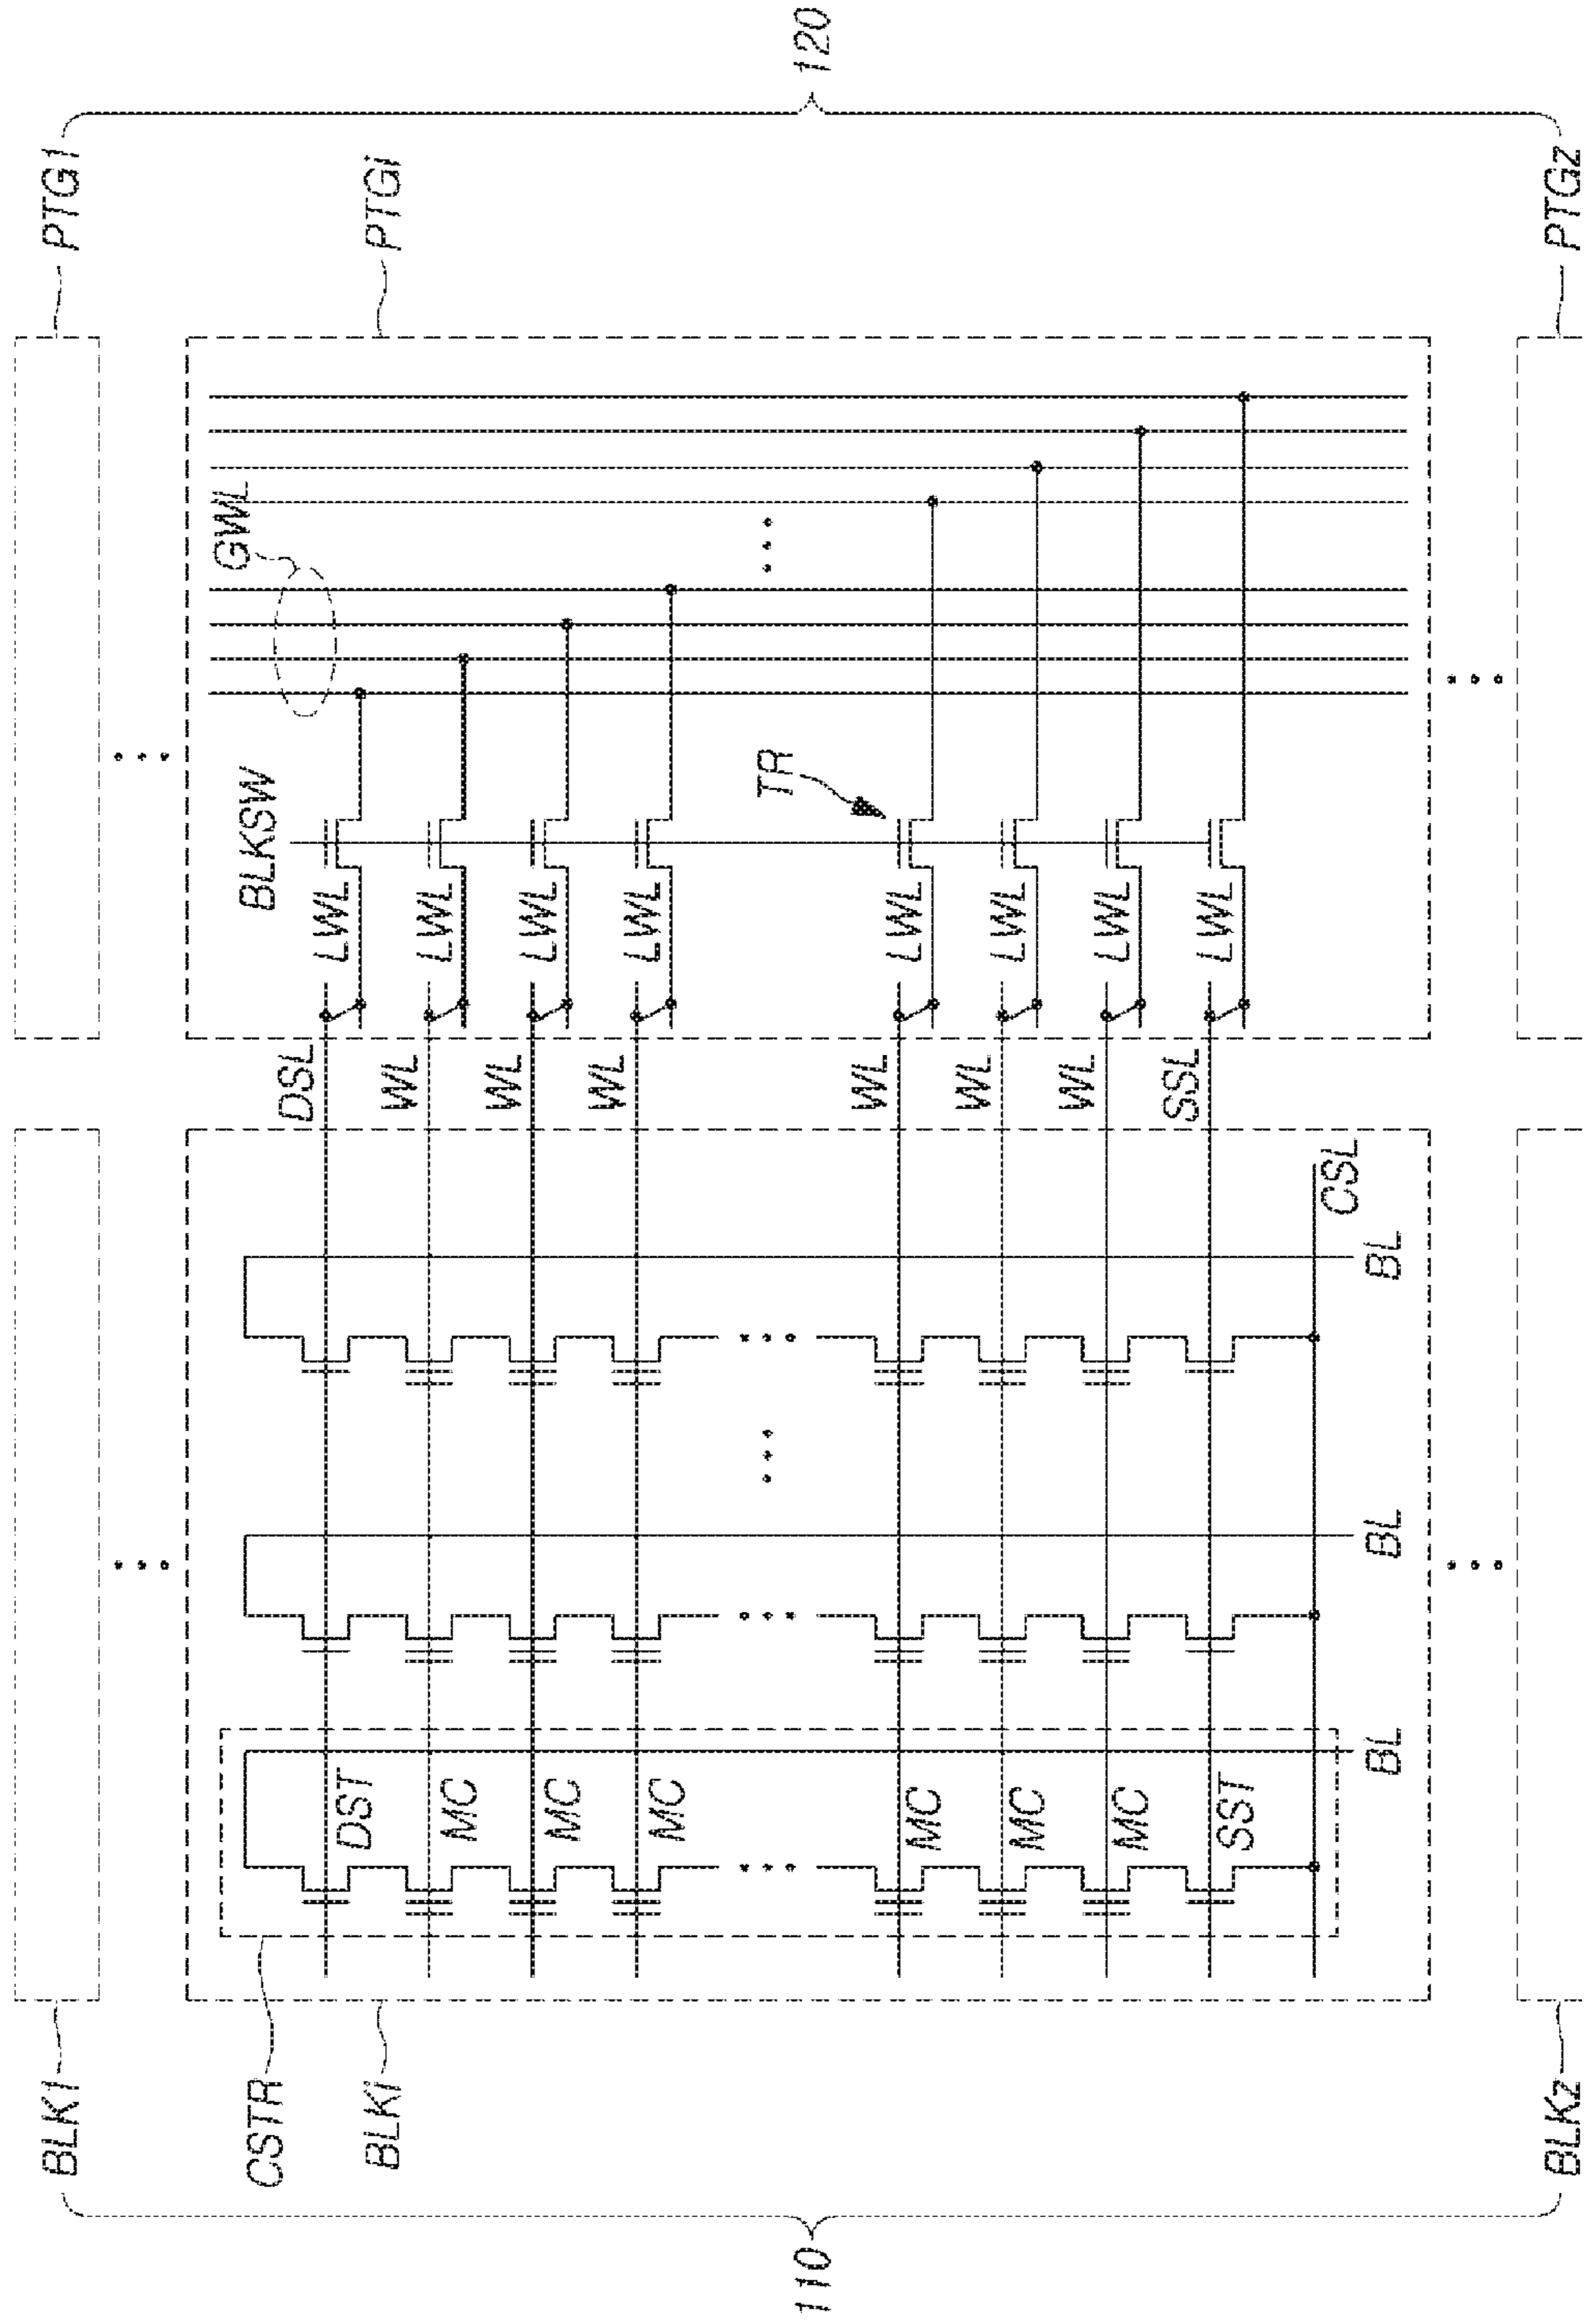 120
PTG1
PTGi
PTGz
GWL
BLKSW
TR
LWL
LWL
LWL
LWL
LWL
LWL
LWL
LWL
DSL
WL
WL
WL
WL
WL
WL
SSL
CSL
BL
BL
BL
DST
MC
MC
MC
MC
MC
MC
SST
BLK1
CSTR
BLKi
BLKz
110